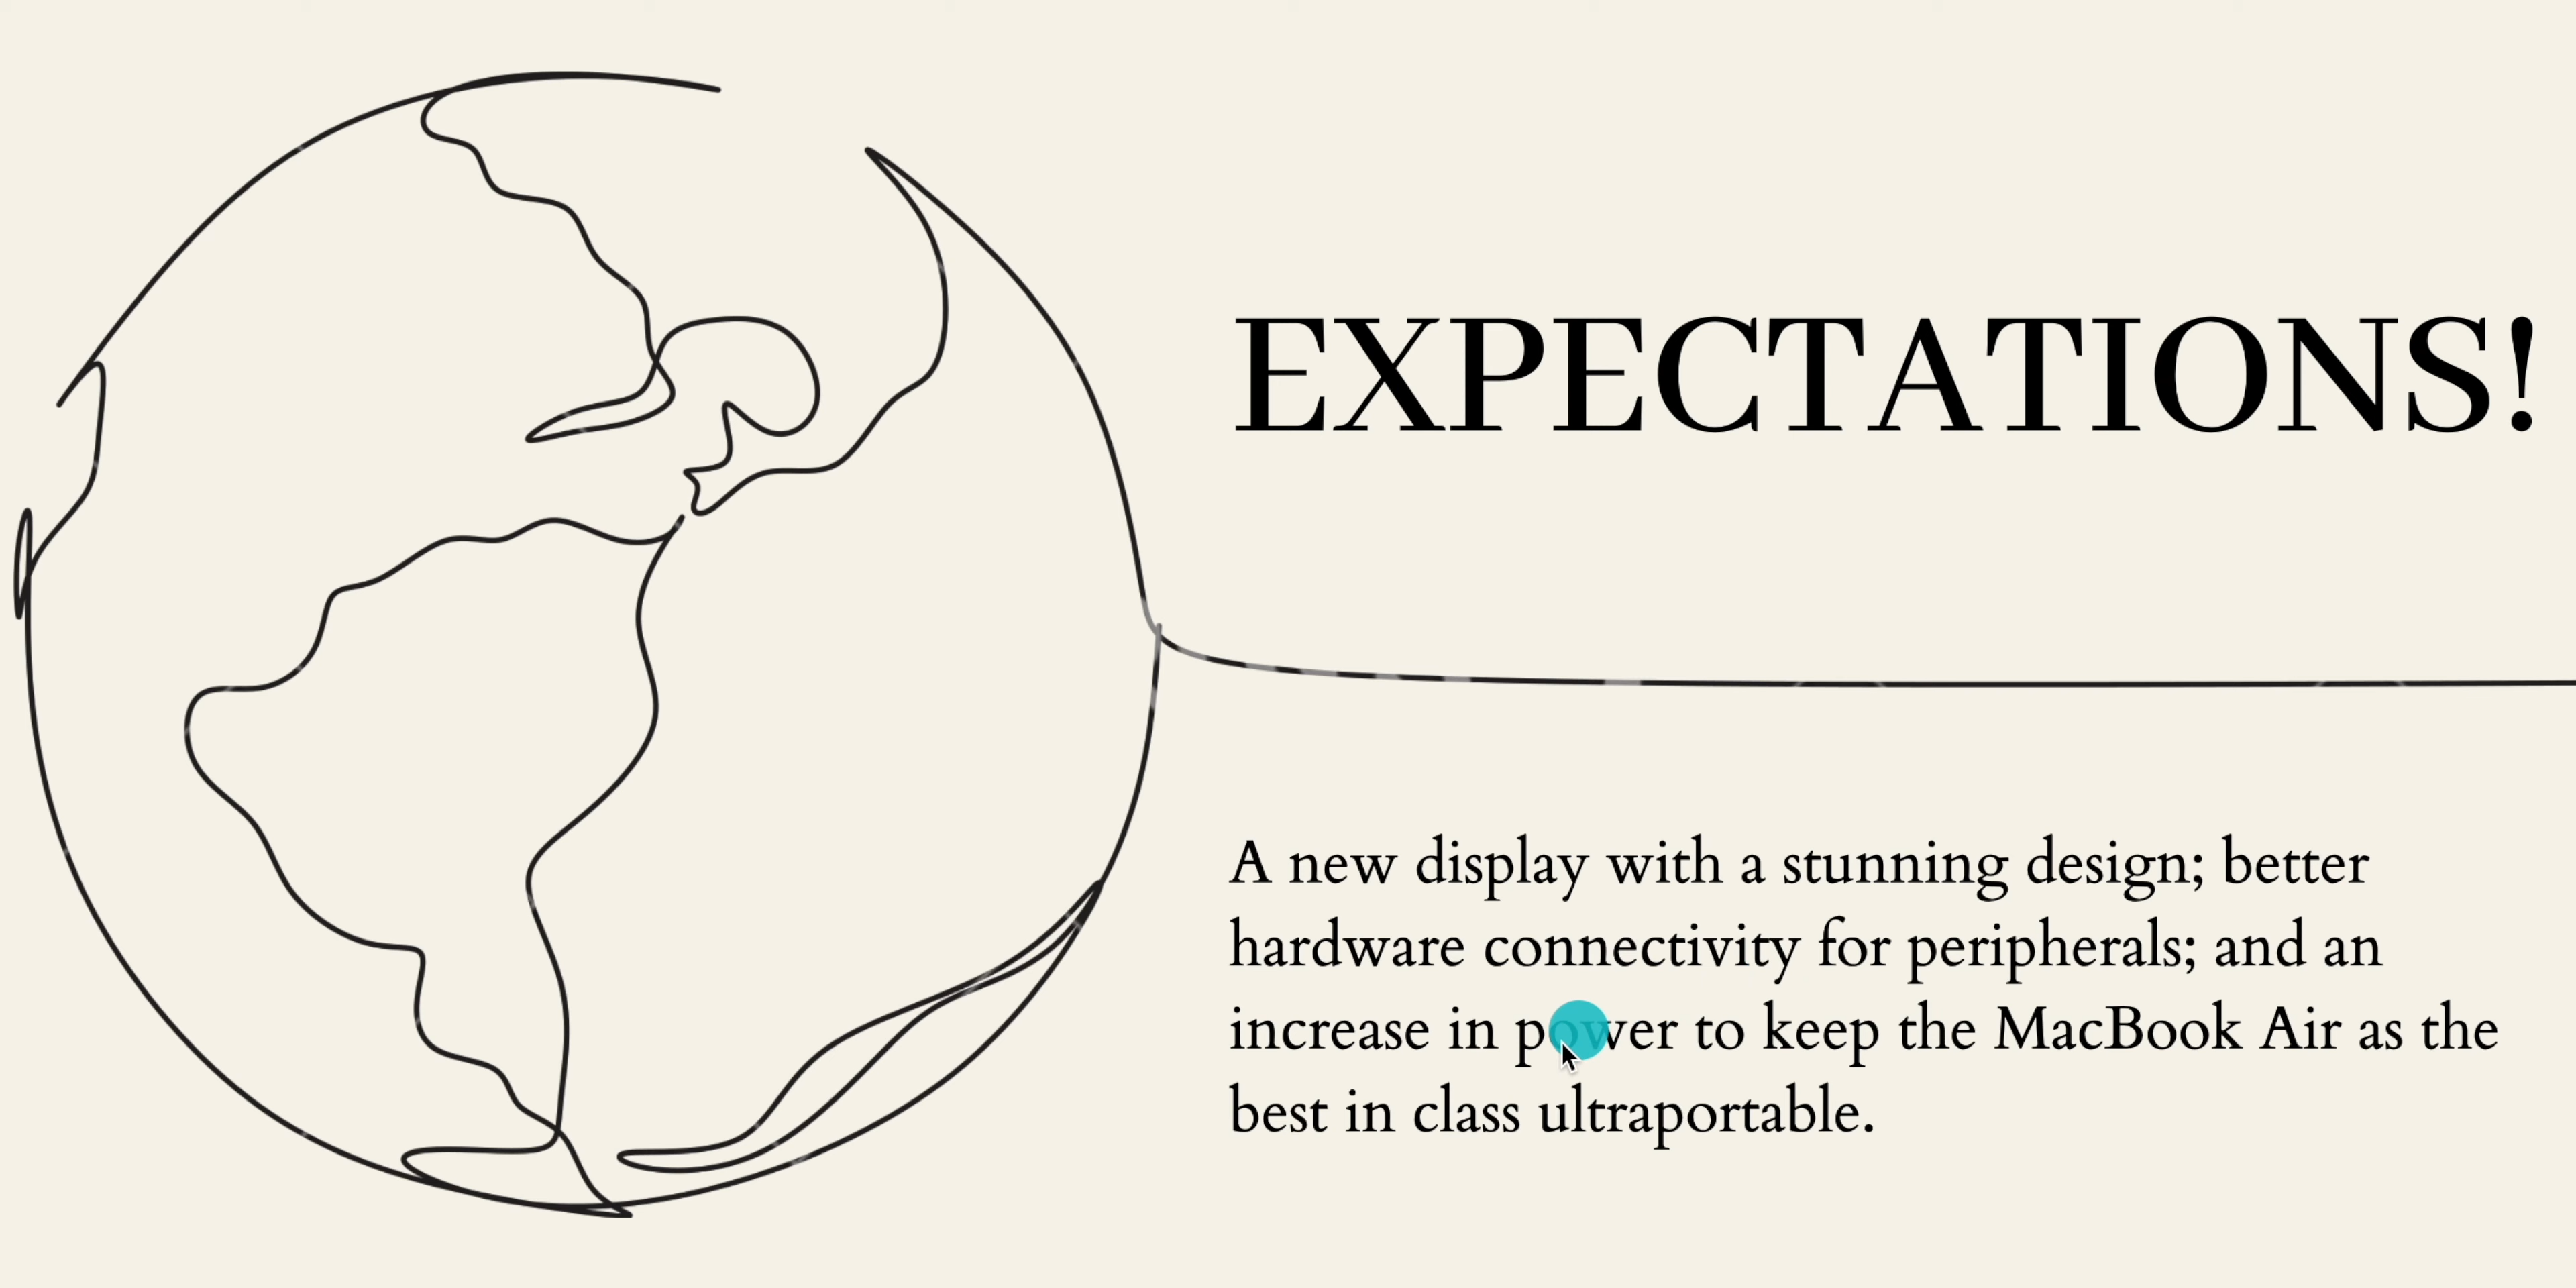 EXPECTATIONS!
A new display with a stunning design; better
hardware connectivity for peripherals; and an
increase in power to keep the MacBook Air as the
best in class ultraportable.